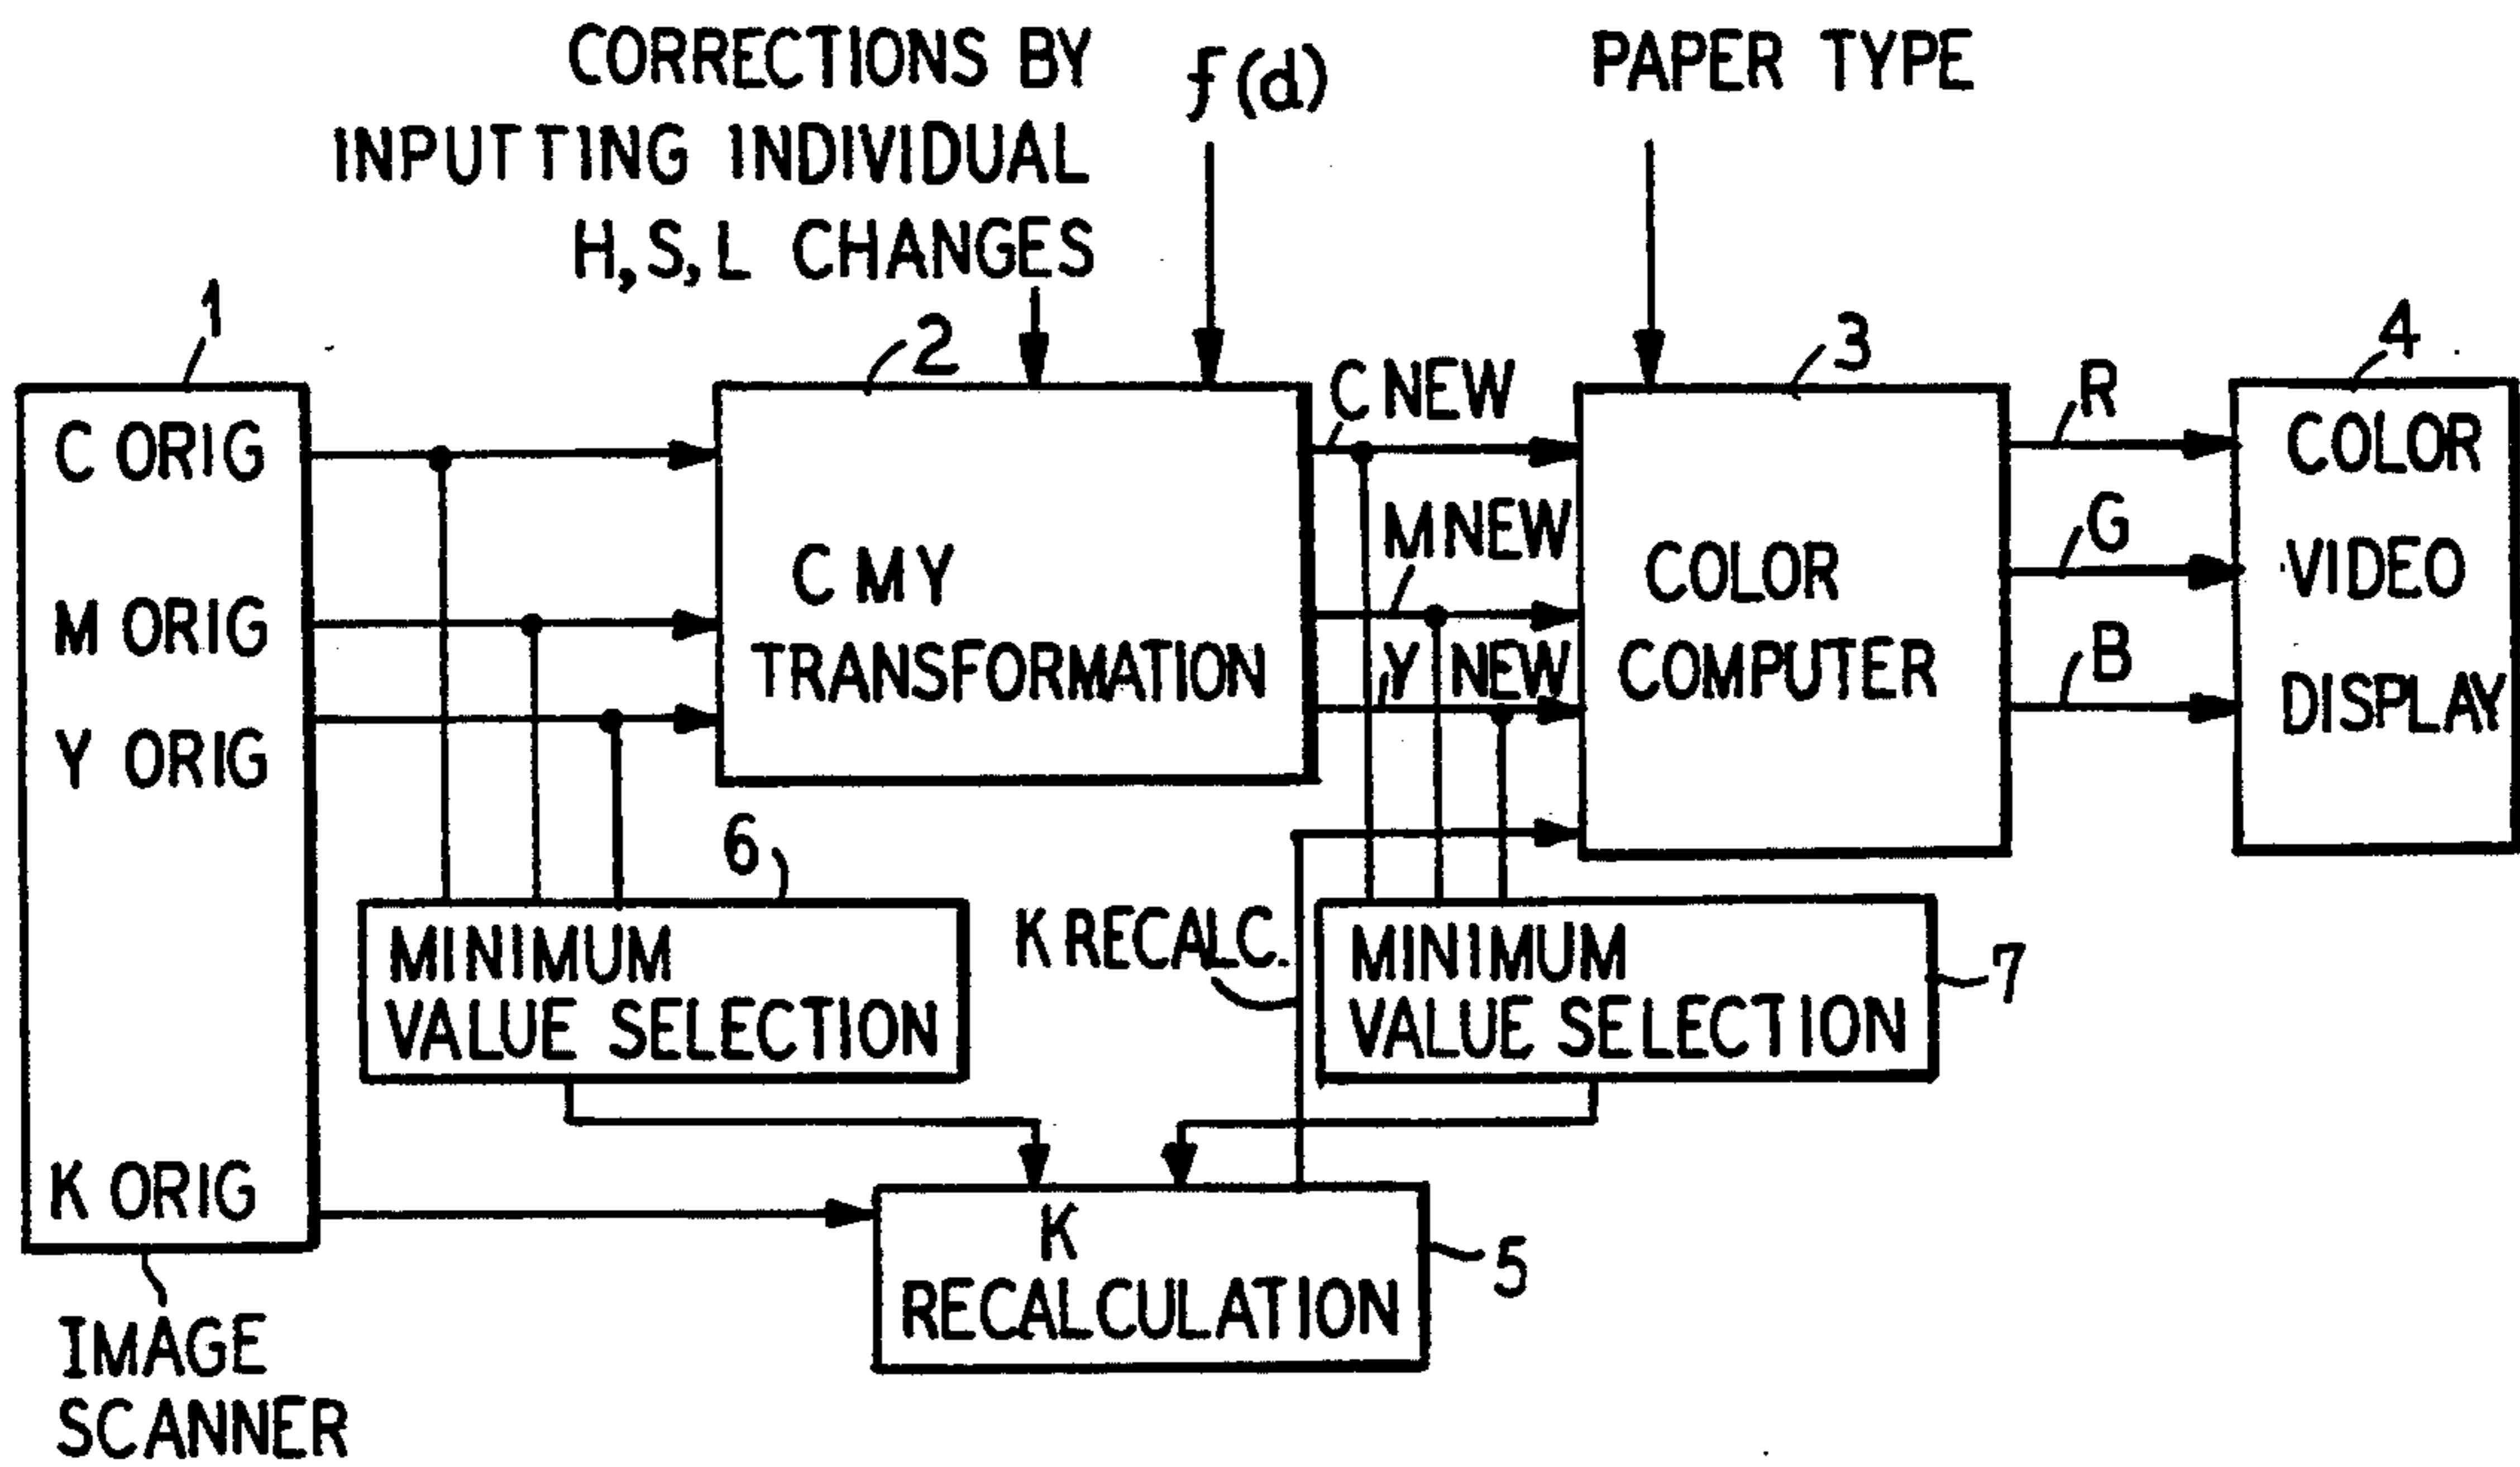 CORRECTIONS BY
INPUTTING INDIVIDUAL
H,S,L CHANGES
f(d)
PAPER TYPE
1
2
3
4
C ORIG
M ORIG
Y ORIG
K ORIG
IMAGE
SCANNER
C M Y
TRANSFORMATION
C NEW
M NEW
Y NEW
COLOR
COMPUTER
R
G
B
COLOR
VIDEO
DISPLAY
6
MINIMUM
VALUE SELECTION
K RECALC.
MINIMUM
VALUE SELECTION
7
K
RECALCULATION
5